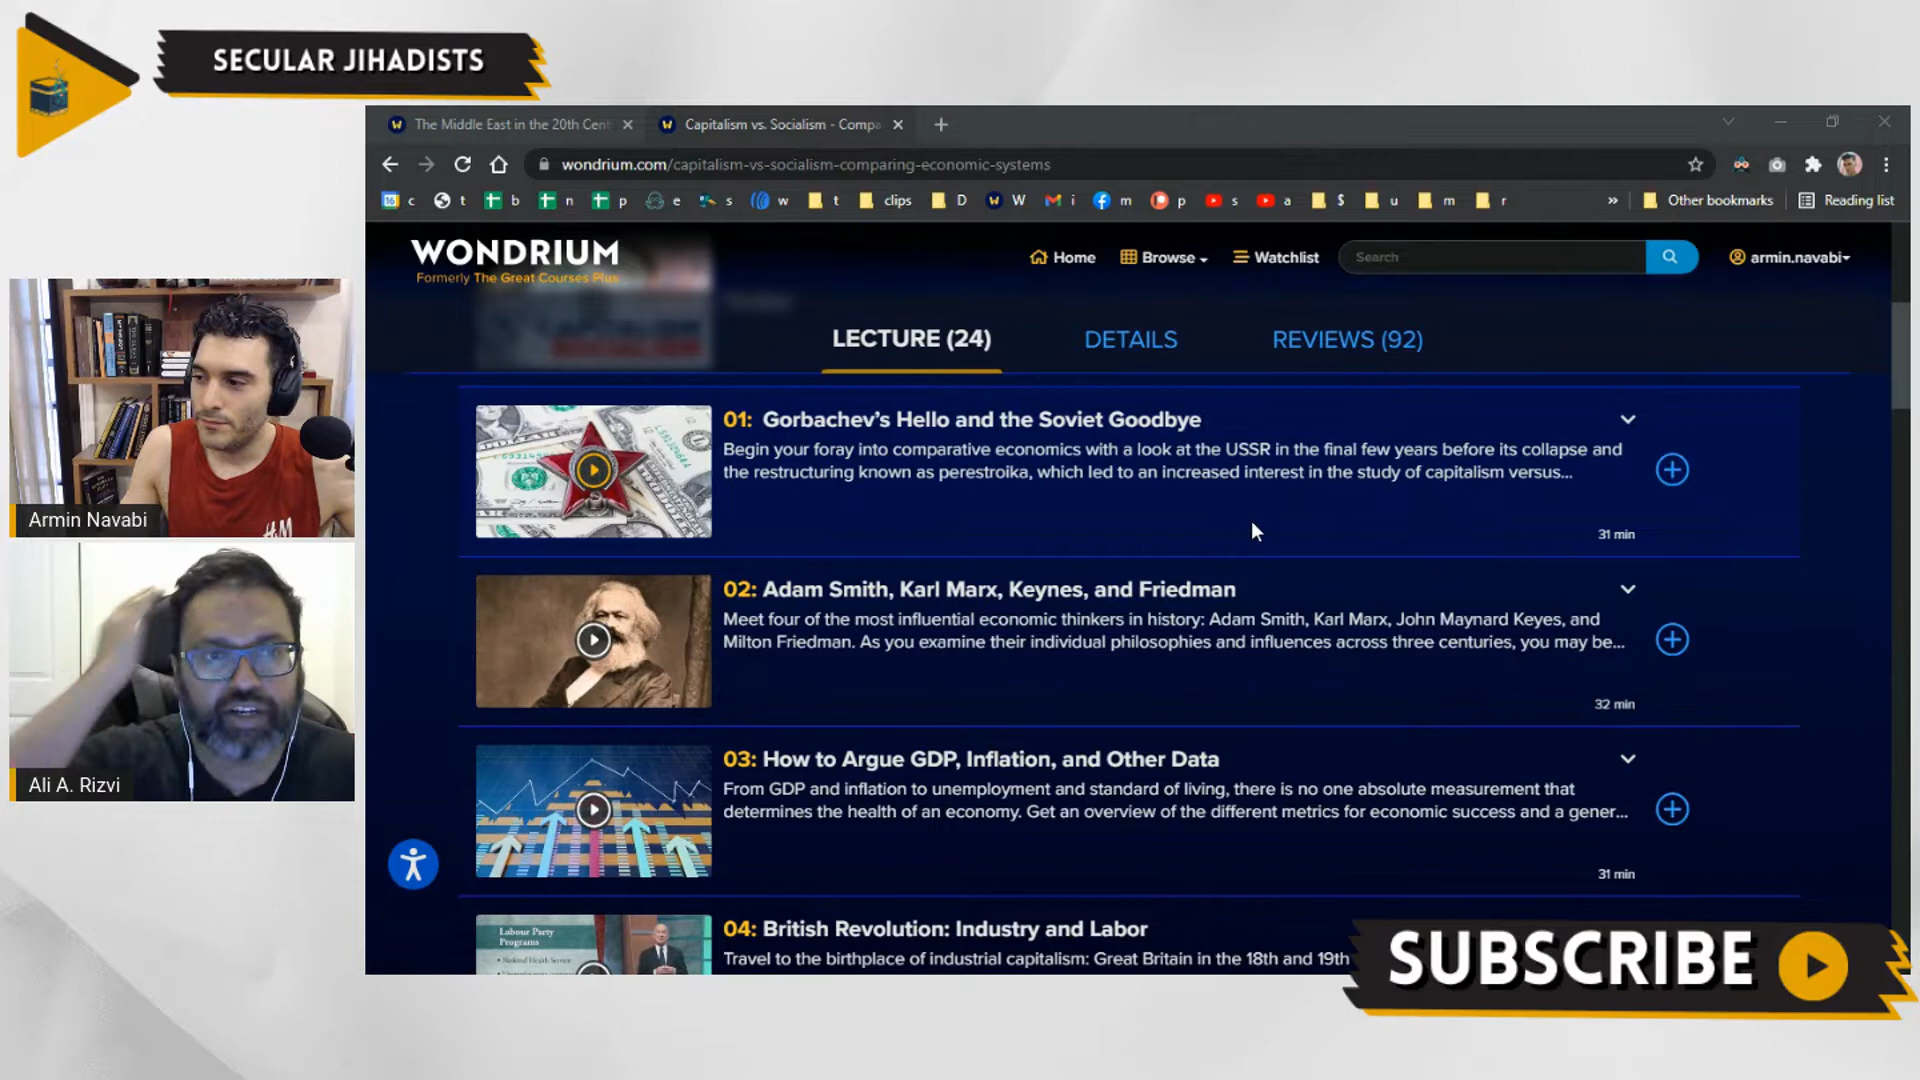 SECULAR JIHADISTS
The Middle East in the 20th Cent
Capitalism vs. Socialism - Compa
wondrium.com/capitalism-vs-socialism-comparing-economic-systems
c t b n p e s w t clips D W i m p s a $ u m r » Other bookmarks Reading list
WONDRIUM
Formerly The Great Courses Plus
Home Browse Watchlist Search armin.navabi
LECTURE (24) DETAILS REVIEWS (92)
01: Gorbachev's Hello and the Soviet Goodbye
Begin your foray into comparative economics with a look at the USSR in the final few years before its collapse and
the restructuring known as perestroika, which led to an increased interest in the study of capitalism versus...
31 min
02: Adam Smith, Karl Marx, Keynes, and Friedman
Meet four of the most influential economic thinkers in history: Adam Smith, Karl Marx, John Maynard Keyes, and
Milton Friedman. As you examine their individual philosophies and influences across three centuries, you may be...
32 min
03: How to Argue GDP, Inflation, and Other Data
From GDP and inflation to unemployment and standard of living, there is no one absolute measurement that
determines the health of an economy. Get an overview of the different metrics for economic success and a gener...
31 min
Labour Party
Programs
• National Health Service
04: British Revolution: Industry and Labor
Travel to the birthplace of industrial capitalism: Great Britain in the 18th and 19th
Armin Navabi
Ali A. Rizvi
SUBSCRIBE